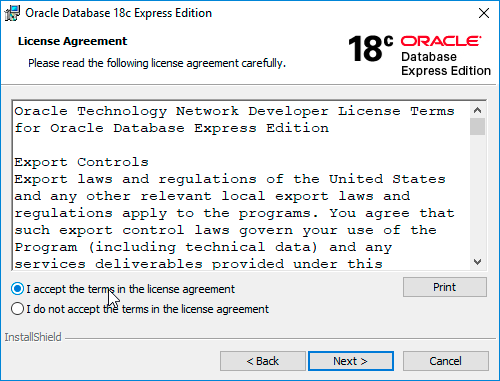 Oracle Database 18c Express Edition
License Agreement
Please read the following license agreement carefully.
18c ORACLE
Database
Express Edition
Oracle Technology Network Developer License Terms
for Oracle Database Express Edition
Export Controls
Export laws and regulations of the United States
and any other relevant local export laws and
regulations apply to the programs. You agree that
such export control laws govern your use of the
Program (including technical data) and any
services deliverables provided under this
I accept the terms in the license agreement
Print
I do not accept the terms in the license agreement
InstallShield
< Back
Next >
Cancel